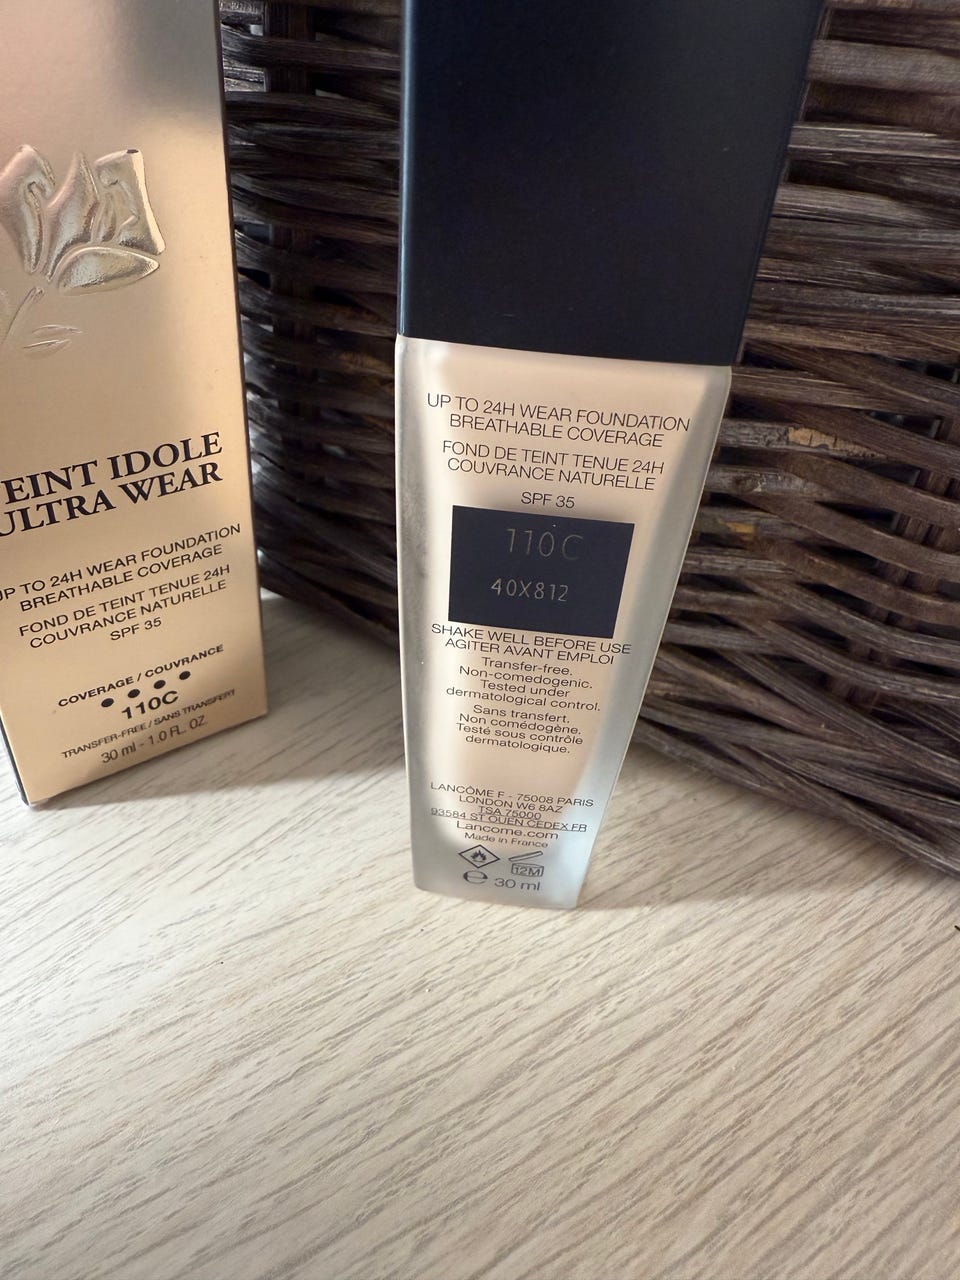 TEINT IDOLE
ULTRA WEAR
UP TO 24H WEAR FOUNDATION
BREATHABLE COVERAGE
FOND DE TEINT TENUE 24H
COUVRANCE NATURELLE
SPF 35
COVERAGE / COUVRANCE
110C
TRANSFER-FREE / SANS TRANSFERT
30 ml - 1.0 FL. OZ.
UP TO 24H WEAR FOUNDATION
BREATHABLE COVERAGE
FOND DE TEINT TENUE 24H
COUVRANCE NATURELLE
SPF 35
110C
40X812
SHAKE WELL BEFORE USE
AGITER AVANT EMPLOI
Transfer-free.
Non-comedogenic.
Tested under
dermatological control.
Sans transfert.
Non comédogène.
Testé sous contrôle
dermatologique.
LANCÔME F - 75008 PARIS
LONDON W6 8AZ
TSA 75000
93584 ST OUEN CEDEX FR
Lancome.com
Made in France
12M
e 30 ml